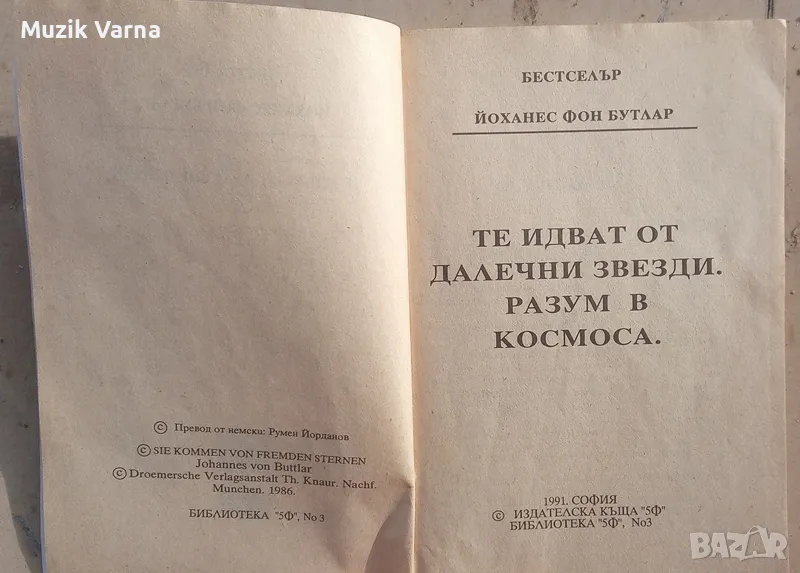 Muzik Varna
© Превод от немски: Румен Йорданов
© SIE KOMMEN VON FREMDEN STERNEN
Johannes von Buttlar
© Droemersche Verlagsanstalt Th. Knaur. Nachf.
Munchen. 1986.
БИБЛИОТЕКА "5Ф", No 3
БЕСТСЕЛЪР
ЙОХАНЕС ФОН БУТЛАР
ТЕ ИДВАТ ОТ
ДАЛЕЧНИ ЗВЕЗДИ.
РАЗУМ В
КОСМОСА.
1991. СОФИЯ
© ИЗДАТЕЛСКА КЪЩА "5Ф"
БИБЛИОТЕКА "5Ф", No3
BAZAR